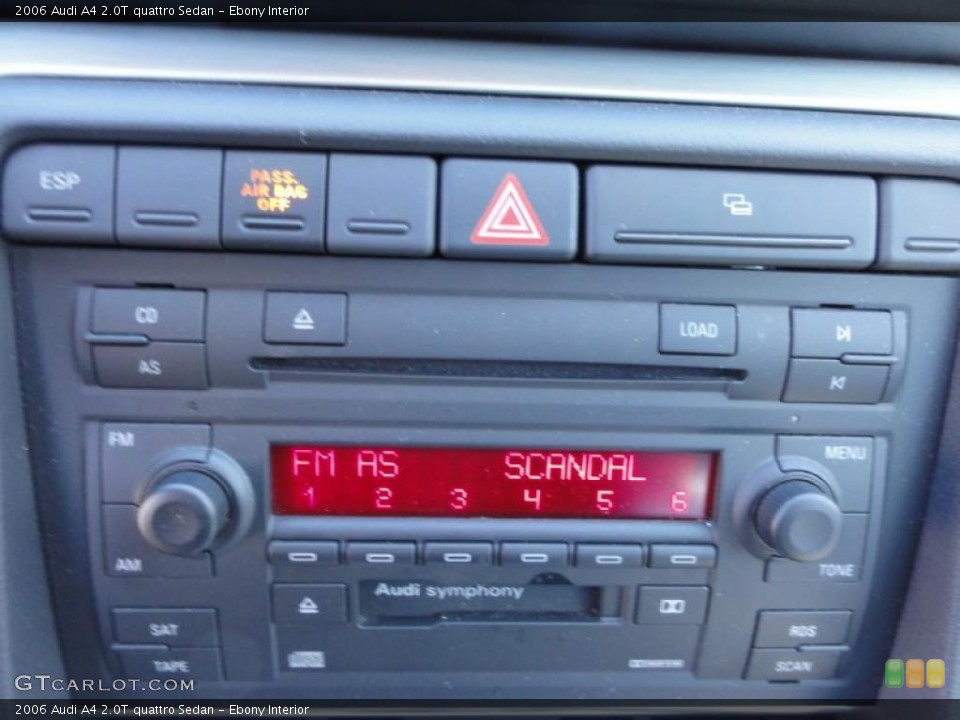 2006 Audi A4 2.0T quattro Sedan - Ebony Interior
ESP
PASS.
AIR BAG
OFF
CD
LOAD
AS
FM
FM AS SCANDAL
MENU
1 2 3 4 5 6
AM
TONE
Audi symphony
SAT
RDS
TAPE
SCAN
GTCARLOT.COM
2006 Audi A4 2.0T quattro Sedan - Ebony Interior